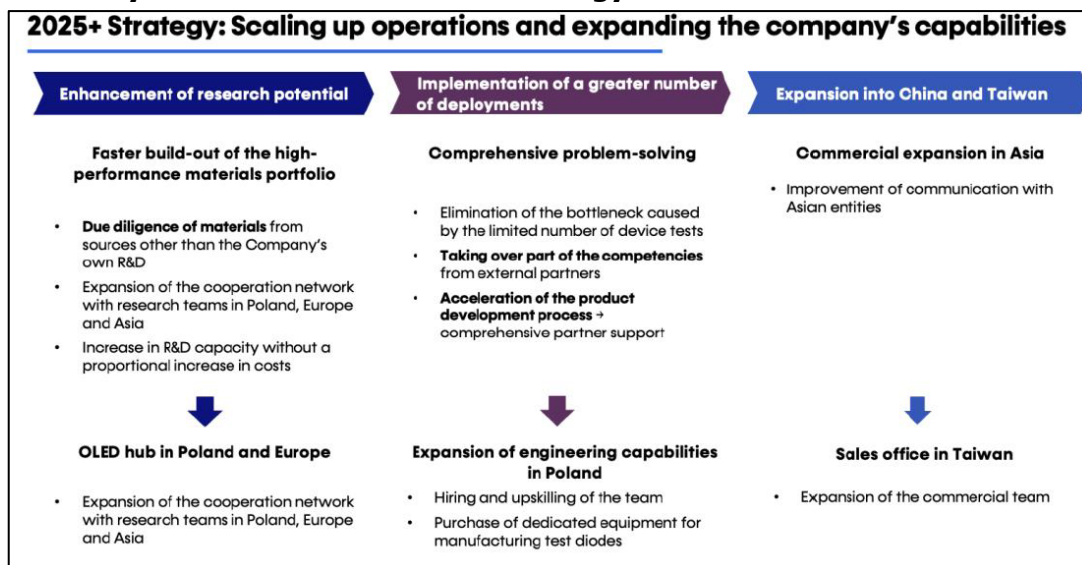 2025+ Strategy: Scaling up operations and expanding the company's capabilities
Enhancement of research potential
Faster build-out of the high-
performance materials portfolio
• Due diligence of materials from
sources other than the Company's
own R&D
• Expansion of the cooperation network
with research teams in Poland, Europe
and Asia
• Increase in R&D capacity without a
proportional increase in costs
OLED hub in Poland and Europe
• Expansion of the cooperation network
with research teams in Poland, Europe
and Asia
Implementation of a greater number
of deployments
Comprehensive problem-solving
• Elimination of the bottleneck caused
by the limited number of device tests
• Taking over part of the competencies
from external partners
• Acceleration of the product
development process →
comprehensive partner support
Expansion of engineering capabilities
in Poland
• Hiring and upskilling of the team
• Purchase of dedicated equipment for
manufacturing test diodes
Expansion into China and Taiwan
Commercial expansion in Asia
• Improvement of communication with
Asian entities
Sales office in Taiwan
• Expansion of the commercial team